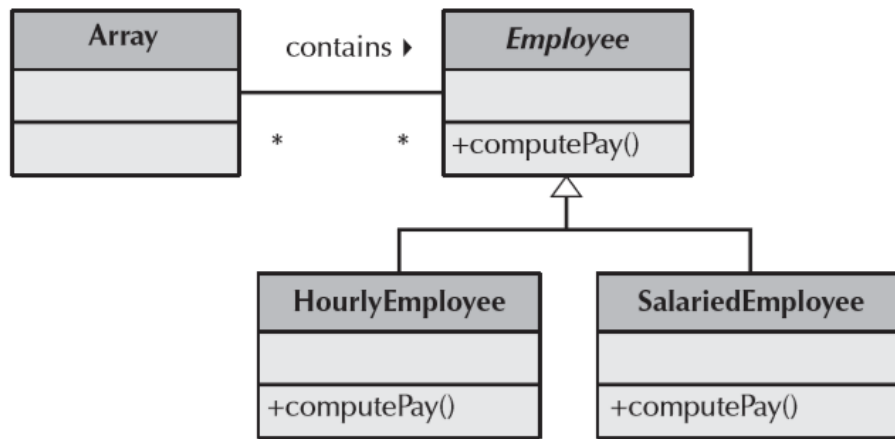 Array
contains ▸
Employee
* *
+computePay()
HourlyEmployee
SalariedEmployee
+computePay()
+computePay()